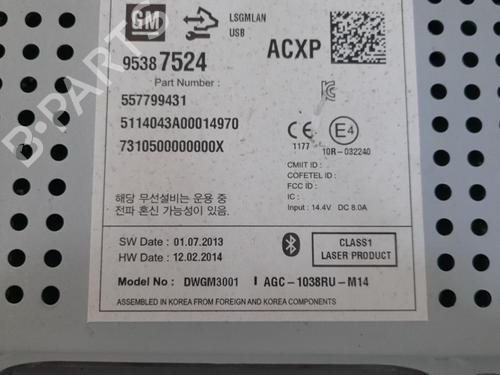 GM
LSGMLAN
USB
ACXP
9538 7524
Part Number :
557799431
5114043A00014970
7310500000000X
CE
1177
E4
10R-032240
CMIIT ID :
COFETEL ID :
FCC ID :
IC :
Input : 14.4V DC 8.0A
해당 무선설비는 운용 중
전파 혼신 가능성이 있음.
SW Date : 01.07.2013
HW Date : 12.02.2014
CLASS1
LASER PRODUCT
Model No : DWGM3001 I AGC-1038RU-M14
ASSEMBLED IN KOREA FROM FOREIGN AND KOREA COMPONENTS
B-PARTS